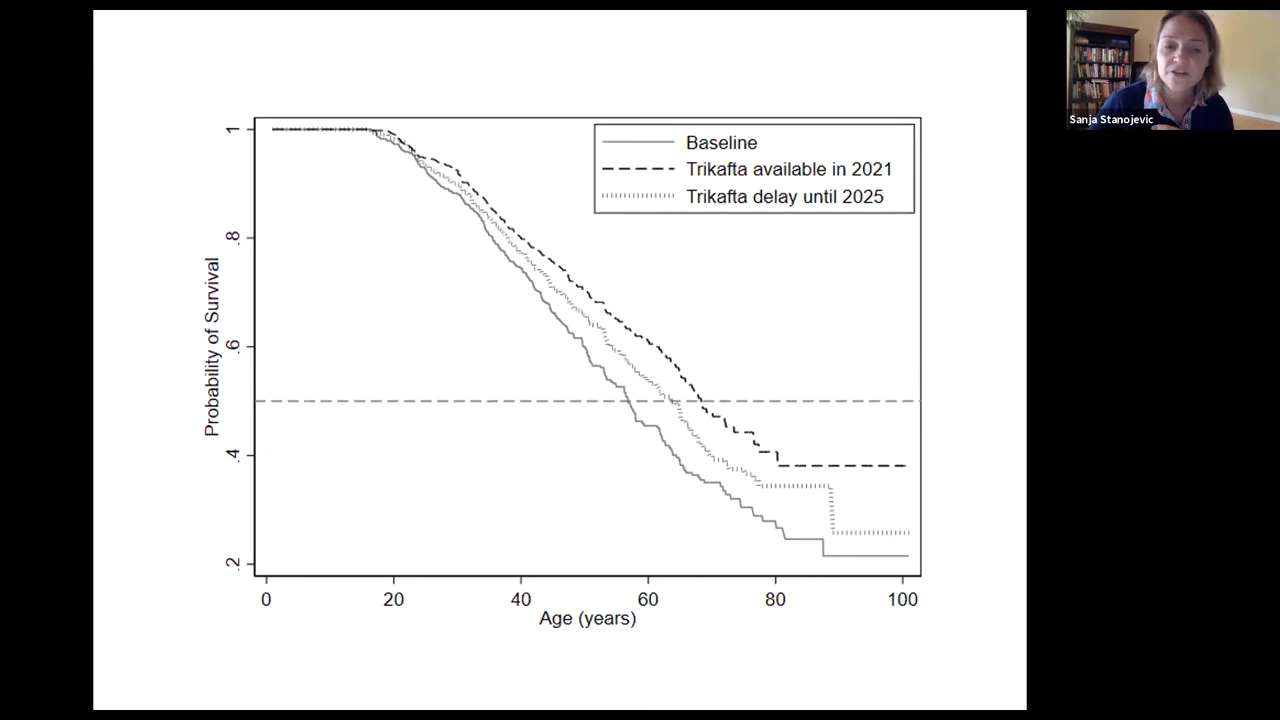 Sanja Stanojevic
Baseline
Trikafta available in 2021
Trikafta delay until 2025
Probability of Survival
1
.8
.6
.4
.2
0 20 40 60 80 100
Age (years)